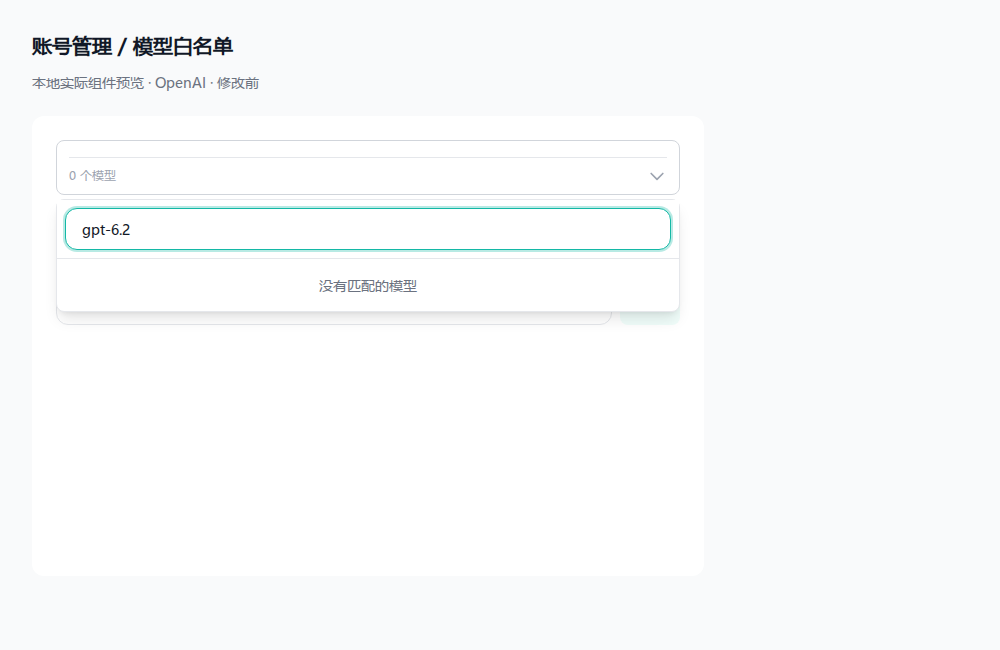 账号管理 / 模型白名单
本地实际组件预览 · OpenAI · 修改前
0 个模型
gpt-6.2
没有匹配的模型